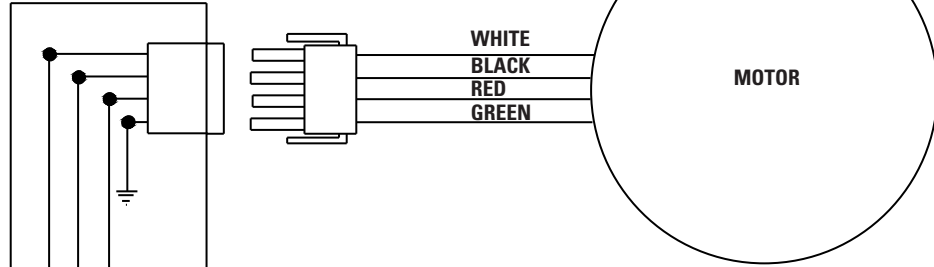 WHITE
BLACK
RED
GREEN
MOTOR